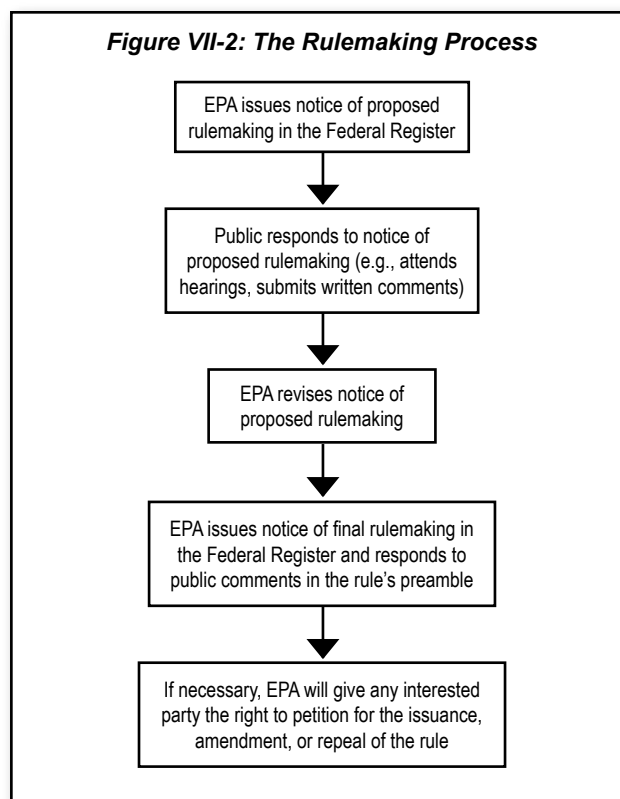 Figure VII-2: The Rulemaking Process
EPA issues notice of proposed
rulemaking in the Federal Register
Public responds to notice of
proposed rulemaking (e.g., attends
hearings, submits written comments)
EPA revises notice of
proposed rulemaking
EPA issues notice of final rulemaking in
the Federal Register and responds to
public comments in the rule's preamble
If necessary, EPA will give any interested
party the right to petition for the issuance,
amendment, or repeal of the rule